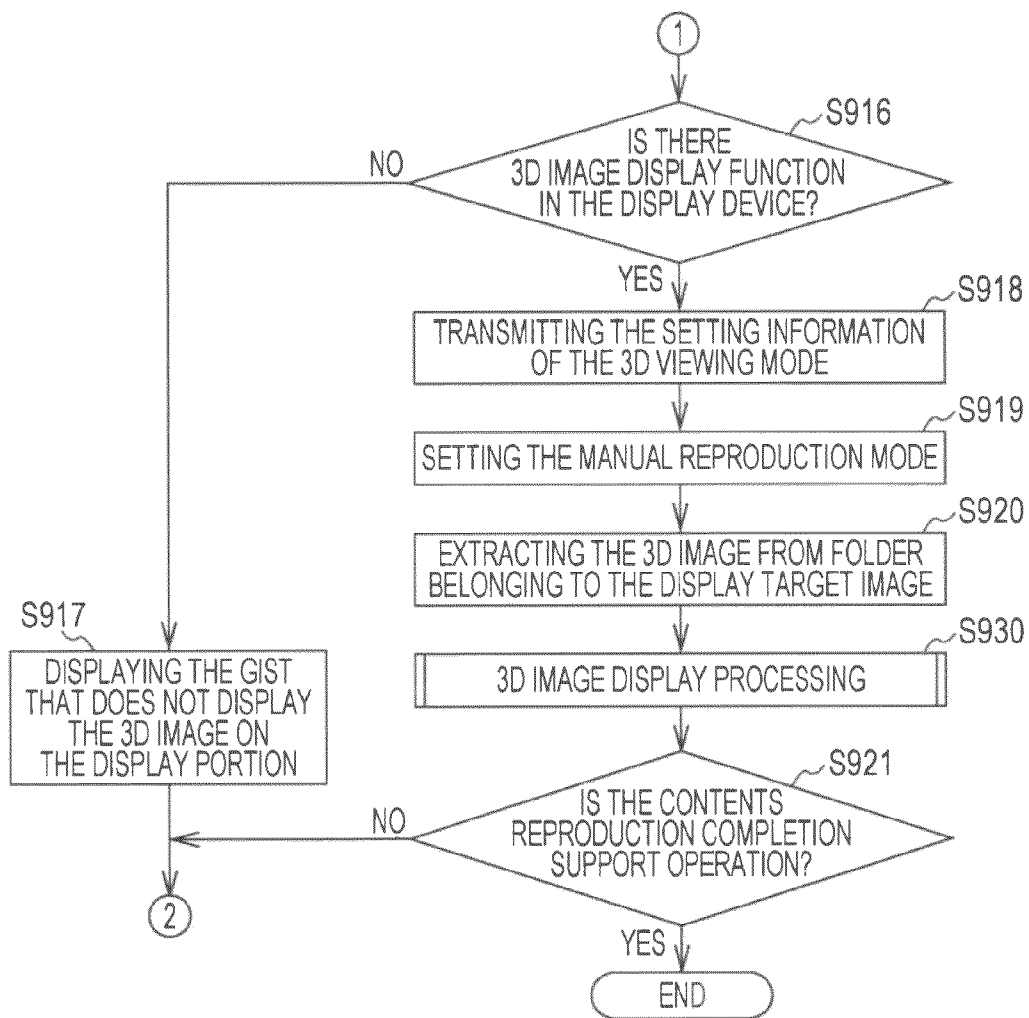 1
S916
IS THERE
3D IMAGE DISPLAY FUNCTION
IN THE DISPLAY DEVICE?
NO
YES
S918
TRANSMITTING THE SETTING INFORMATION
OF THE 3D VIEWING MODE
S919
SETTING THE MANUAL REPRODUCTION MODE
S920
EXTRACTING THE 3D IMAGE FROM FOLDER
BELONGING TO THE DISPLAY TARGET IMAGE
S917
DISPLAYING THE GIST
THAT DOES NOT DISPLAY
THE 3D IMAGE ON
THE DISPLAY PORTION
S930
3D IMAGE DISPLAY PROCESSING
S921
IS THE CONTENTS
REPRODUCTION COMPLETION
SUPPORT OPERATION?
NO
2
YES
END